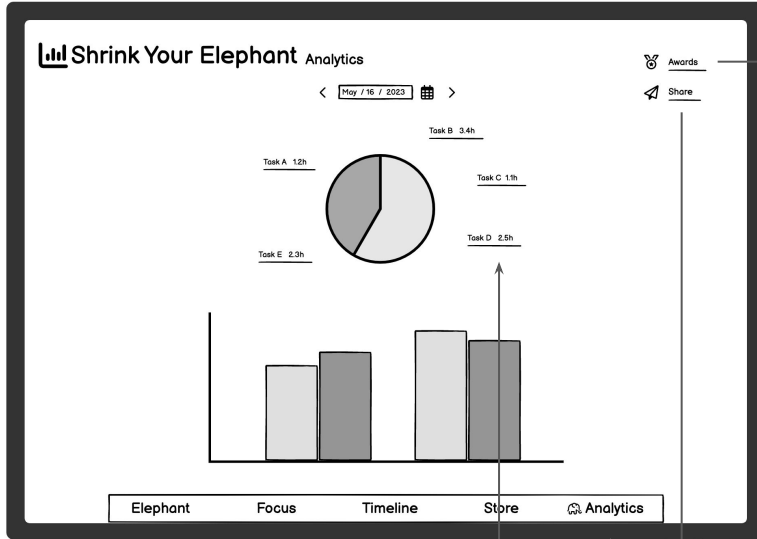 Shrink Your Elephant Analytics
Awards
May / 16 / 2023
Share
Task B 3.4h
Task A 1.2h
Task C 1.1h
Task D 2.5h
Task E 2.3h
Elephant Focus Timeline Store Analytics